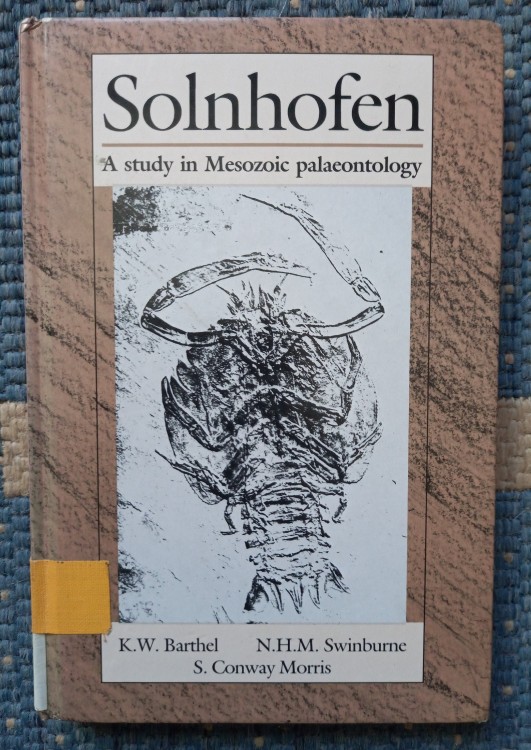 Solnhofen
A study in Mesozoic palaeontology
K.W. Barthel N.H.M. Swinburne
S. Conway Morris